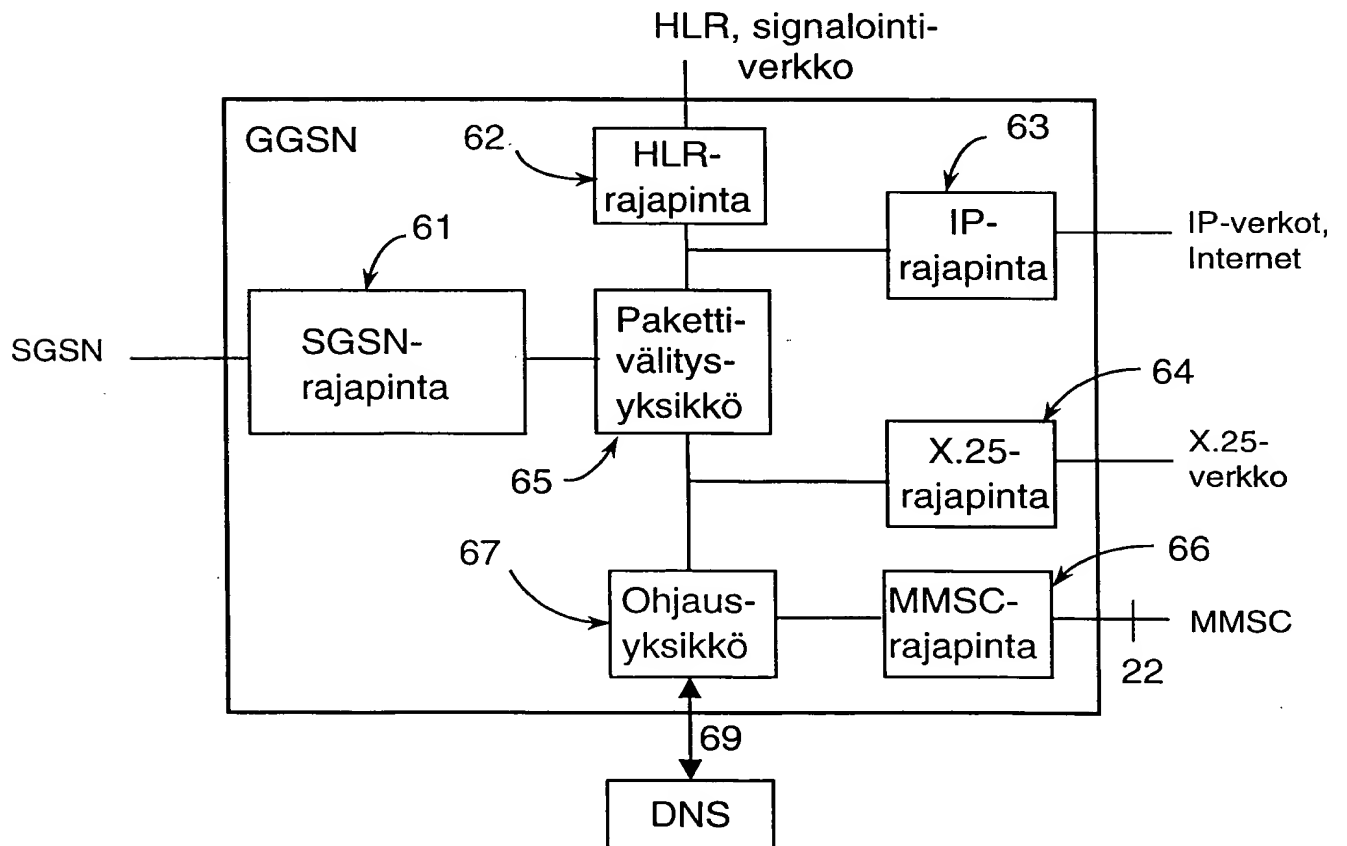 HLR, signalointi-
verkko
GGSN
62
HLR-
rajapinta
63
IP-
rajapinta
IP-verkot,
Internet
61
SGSN
SGSN-
rajapinta
Paketti-
välitys-
yksikkö
65
64
X.25-
rajapinta
X.25-
verkko
67
Ohjaus-
yksikkö
66
MMSC-
rajapinta
MMSC
22
69
DNS